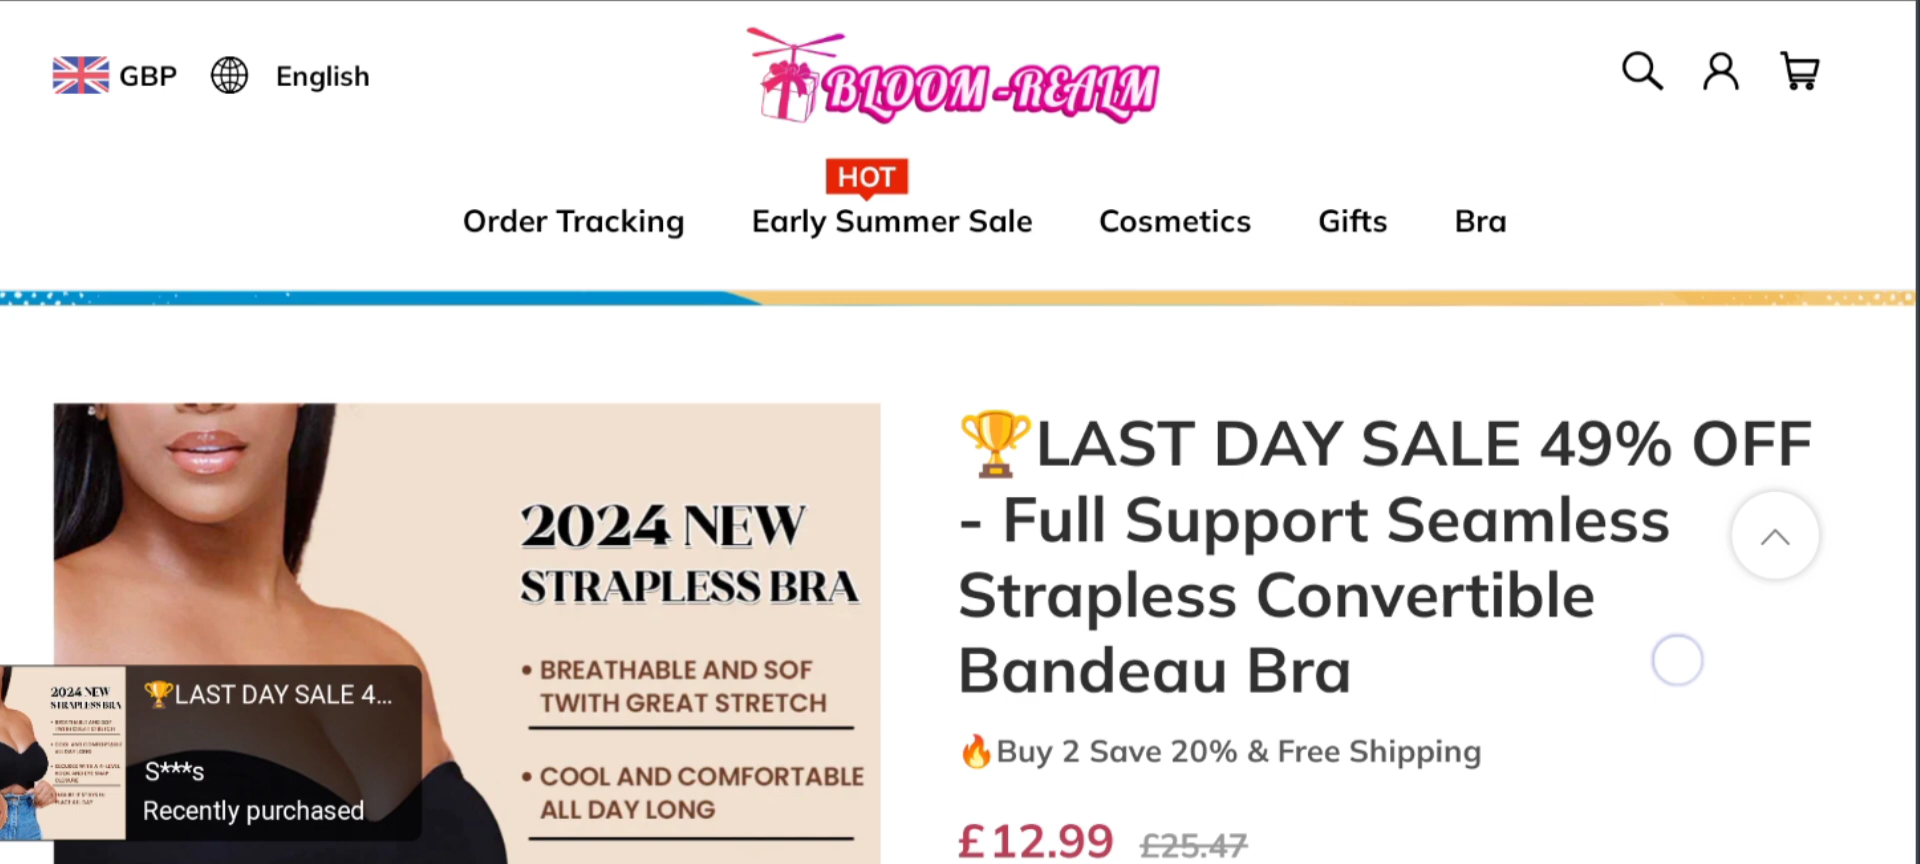 GBP English
BLOOM-REALM
HOT
Order Tracking Early Summer Sale Cosmetics Gifts Bra
2024 NEW
STRAPLESS BRA
• BREATHABLE AND SOF
TWITH GREAT STRETCH
• COOL AND COMFORTABLE
ALL DAY LONG
2024 NEW
STRAPLESS BRA
🏆LAST DAY SALE 4...
S***s
Recently purchased
🏆LAST DAY SALE 49% OFF
- Full Support Seamless
Strapless Convertible
Bandeau Bra
🔥Buy 2 Save 20% & Free Shipping
£12.99 £25.47